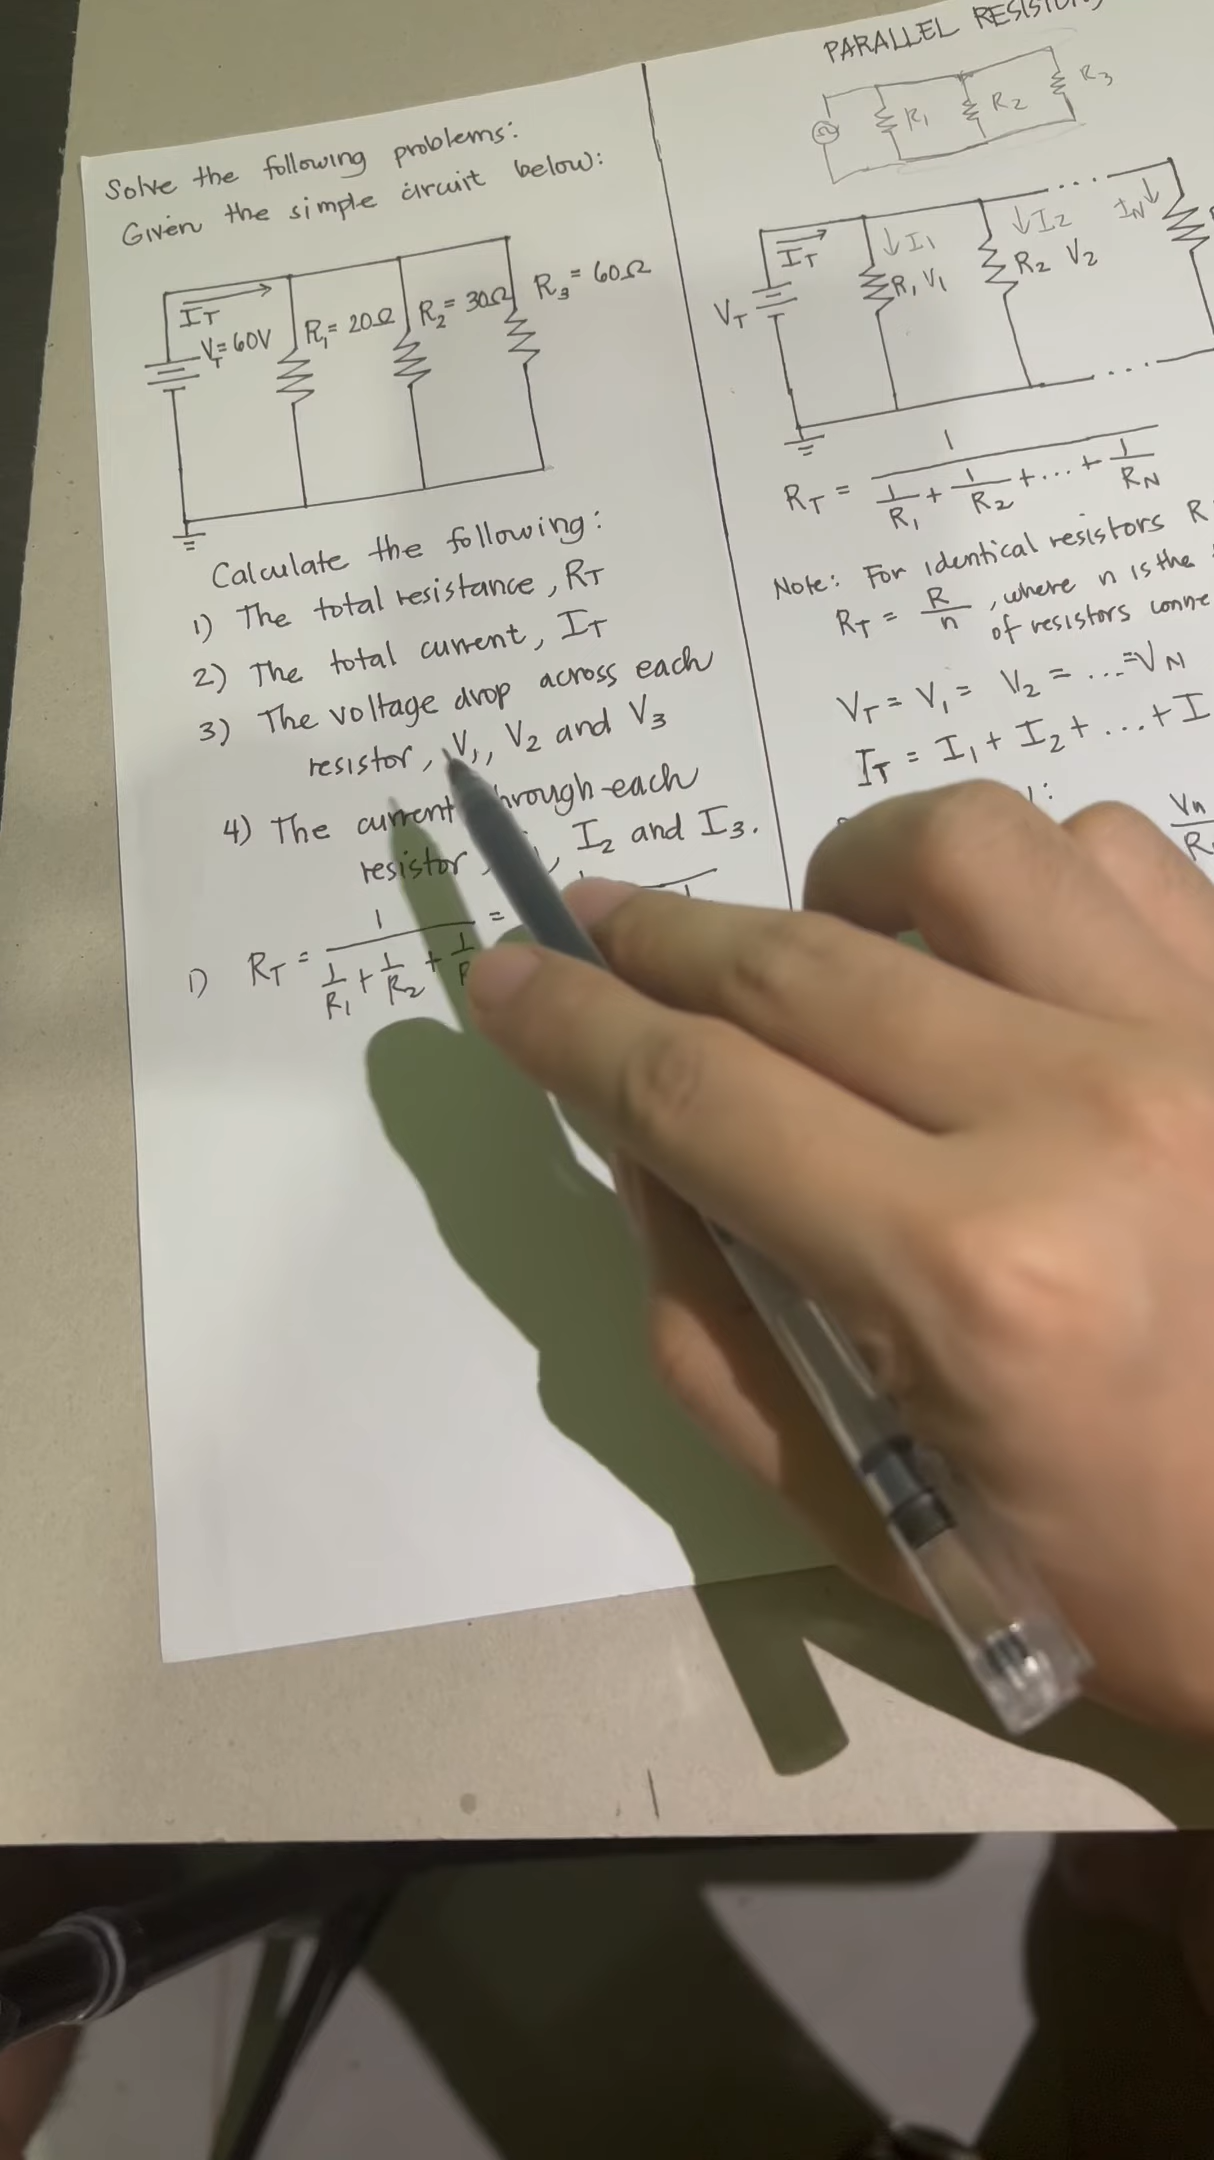 Solve the following problems:
Given the simple circuit below:
IT
VT = 60V
R1 = 20Ω
R2 = 30Ω
R3 = 60Ω
Calculate the following:
1) The total resistance, RT
2) The total current, IT
3) The voltage drop across each
resistor, V1, V2 and V3
4) The current through each
resistor, I2 and I3.
1) RT = 1 / (1/R1 + 1/R2 + 1/ =
PARALLEL
R1 R2 R3
IT
VT
↓I1
R1 V1
↓I2
R2 V2
...
IN↓
...
RT = 1 / (1/R1 + 1/R2 + ... + 1/RN)
Note: For identical resistors R
RT = R/n, where n is the
of resistors
VT = V1 = V2 = ... = VN
IT = I1 + I2 + ... + I
Vn
R